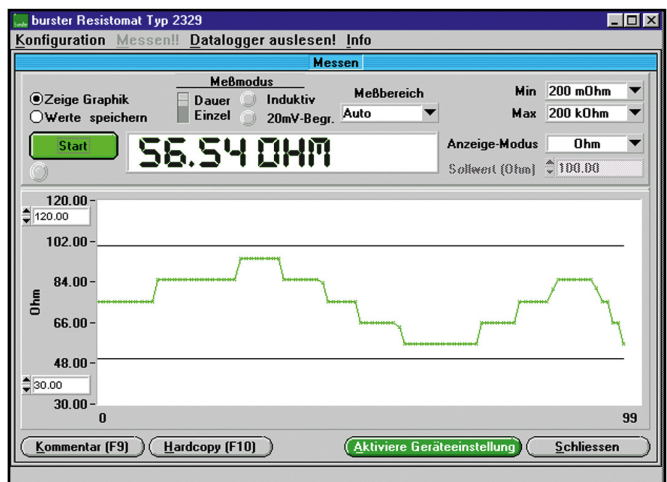 burster Resistomat Typ 2329
Konfiguration Messen!! Datalogger auslesen! Info
Messen
Meßmodus
Zeige Graphik
Werte speichern
Dauer
Einzel
Induktiv
20mV-Begr.
Meßbereich
Auto
Min 200 mOhm
Max 200 kOhm
Start
56.54 OHM
Anzeige-Modus Ohm
Sollwert (Ohm) 100.00
120.00
120.00
102.00
84.00
Ohm
66.00
48.00
30.00
30.00
0 99
Kommentar (F9) Hardcopy (F10) Aktiviere Geräteeinstellung Schliessen